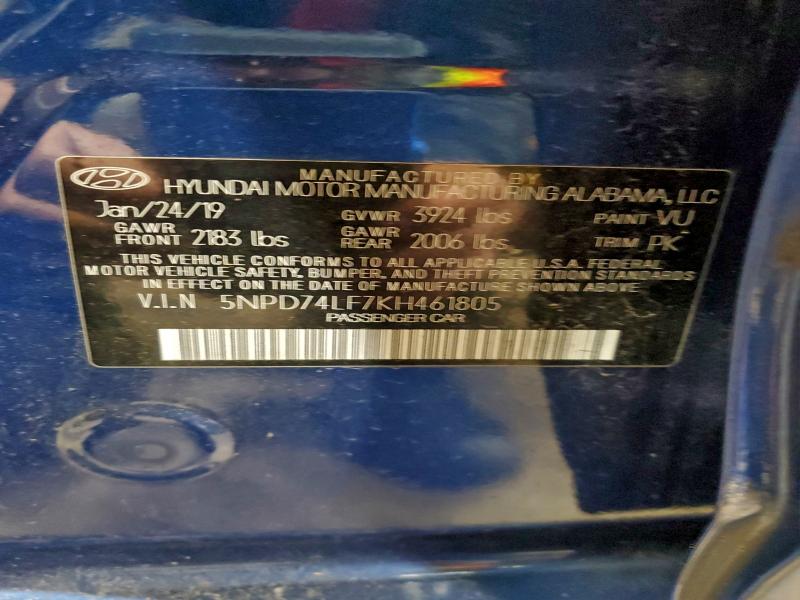 MANUFACTURED BY
HYUNDAI MOTOR MANUFACTURING ALABAMA, LLC
Jan/24/19 GVWR 3924 lbs PAINT VU
GAWR FRONT 2183 lbs GAWR REAR 2006 lbs TRIM PK
THIS VEHICLE CONFORMS TO ALL APPLICABLE U.S.A. FEDERAL
MOTOR VEHICLE SAFETY, BUMPER, AND THEFT PREVENTION STANDARDS
IN EFFECT ON THE DATE OF MANUFACTURE SHOWN ABOVE.
V.I.N 5NPD74LF7KH461805
PASSENGER CAR